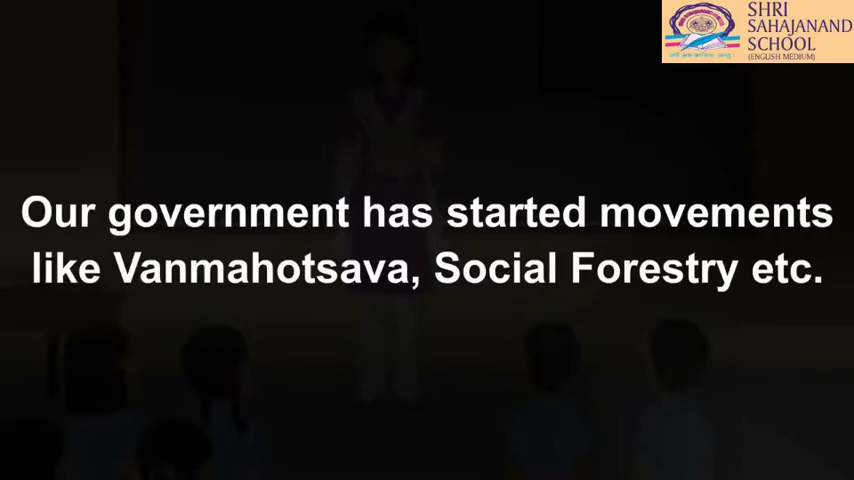 SHRI
SAHAJANAND
SCHOOL
(ENGLISH MEDIUM)
Our government has started movements
like Vanmahotsava, Social Forestry etc.